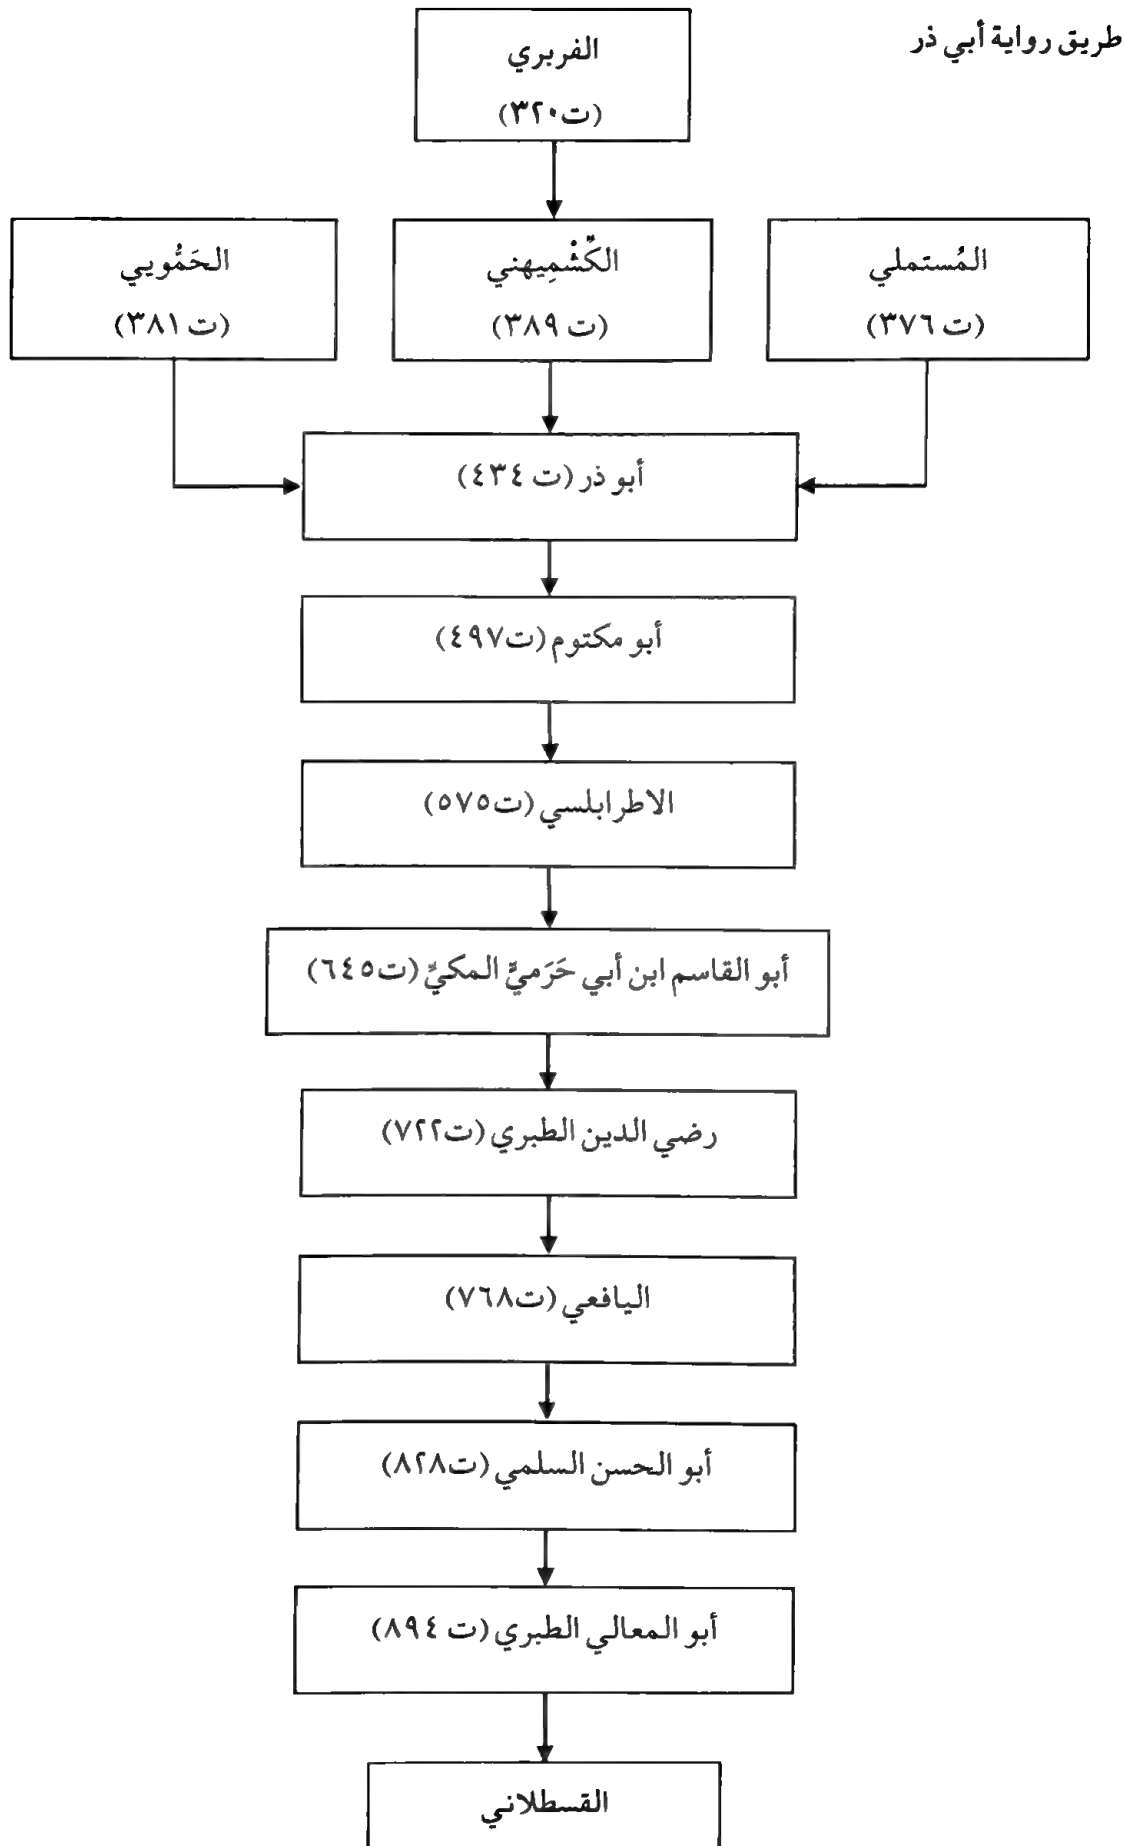 طريق رواية أبي ذر
الفربري
(ت٣٢٠)
المُستملي
(ت ٣٧٦)
الكِّشْمِيهني
(ت ٣٨٩)
الحَمُّويي
(ت ٣٨١)
أبو ذر (ت ٤٣٤)
أبو مكتوم (ت٤٩٧)
الاطرابلسي (ت٥٧٥)
أبو القاسم ابن أبي حَرَميٍّ المكيِّ (ت٦٤٥)
رضي الدين الطبري (ت٧٢٢)
اليافعي (ت٧٦٨)
أبو الحسن السلمي (ت٨٢٨)
أبو المعالي الطبري (ت ٨٩٤)
القسطلاني